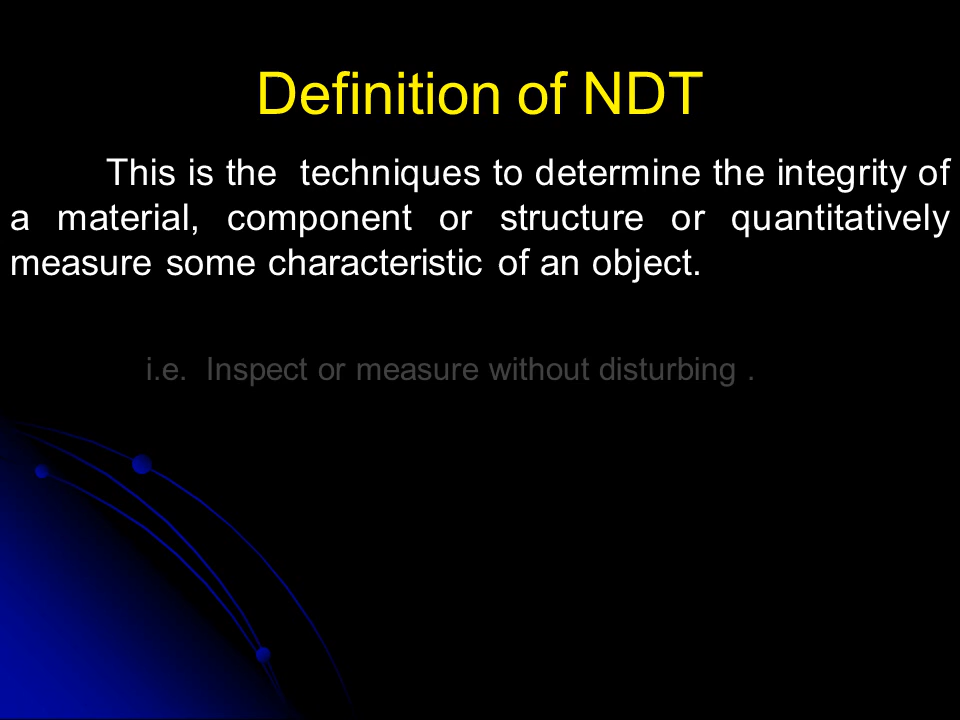 Definition of NDT
This is the  techniques to determine the integrity of
a material, component or structure or quantitatively
measure some characteristic of an object.
i.e.  Inspect or measure without disturbing .